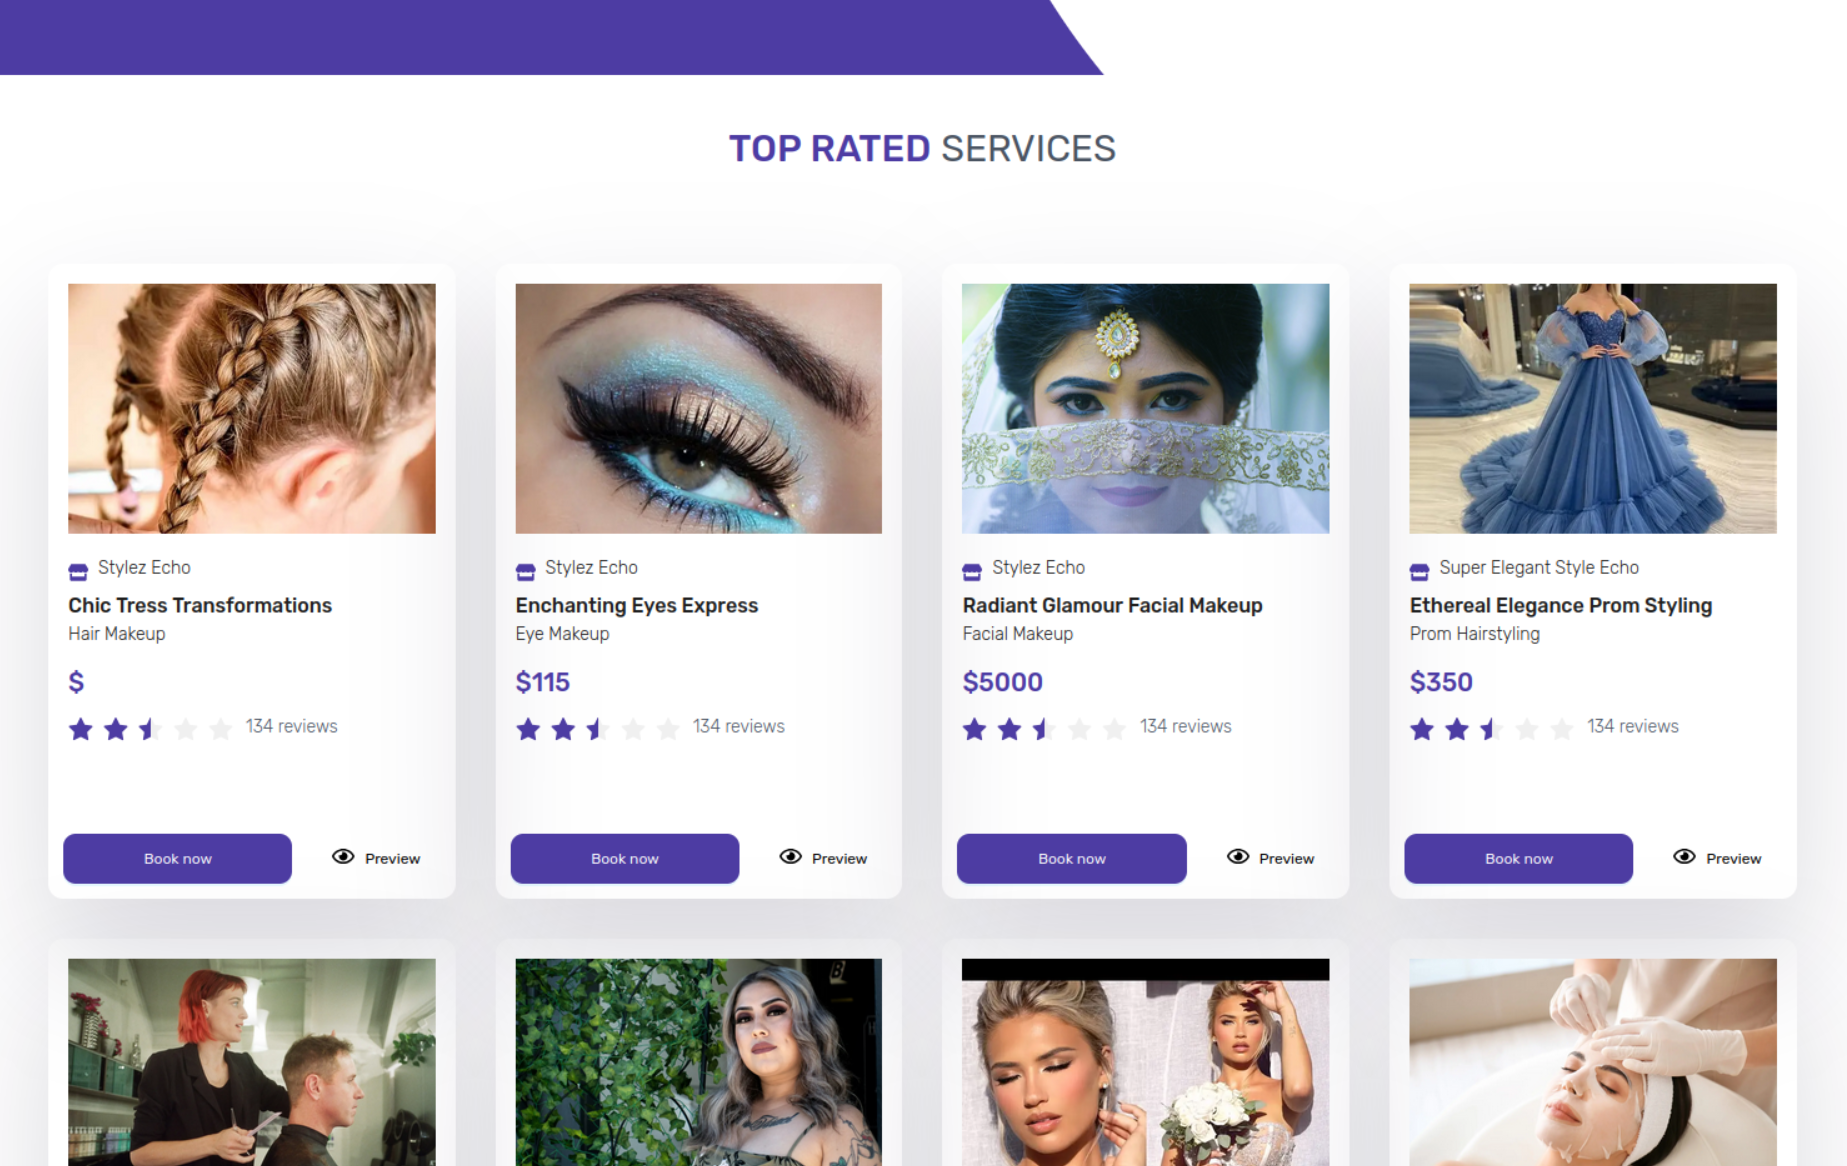 TOP RATED SERVICES
Stylez Echo
Chic Tress Transformations
Hair Makeup
$
134 reviews
Book now
Preview
Stylez Echo
Enchanting Eyes Express
Eye Makeup
$115
134 reviews
Book now
Preview
Stylez Echo
Radiant Glamour Facial Makeup
Facial Makeup
$5000
134 reviews
Book now
Preview
Super Elegant Style Echo
Ethereal Elegance Prom Styling
Prom Hairstyling
$350
134 reviews
Book now
Preview